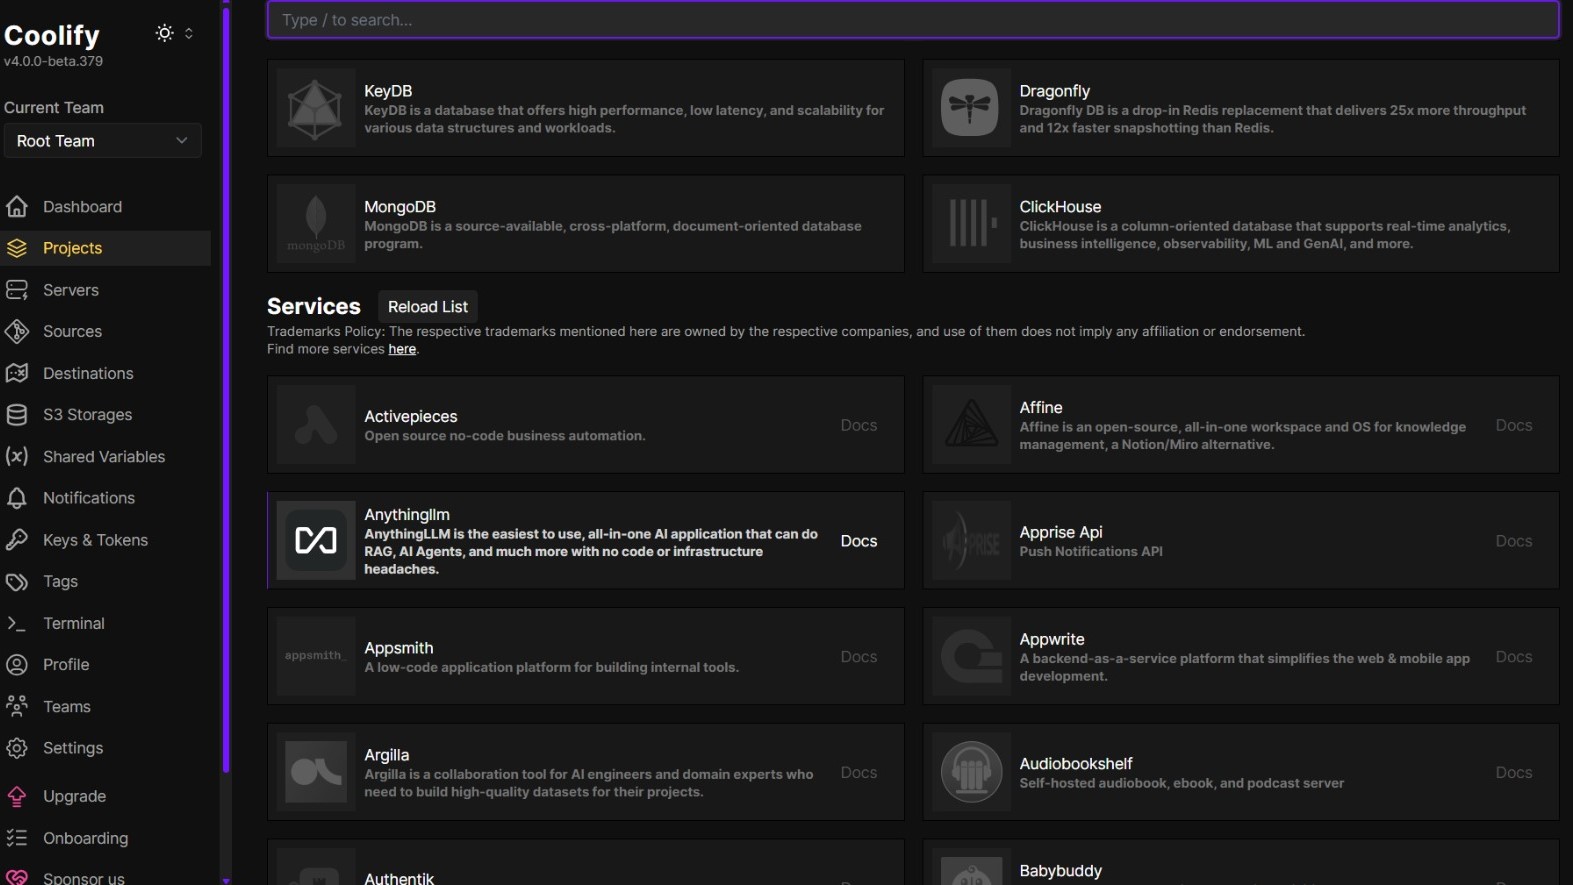 Coolify
v4.0.0-beta.379
Current Team
Root Team
Dashboard
Projects
Servers
Sources
Destinations
S3 Storages
Shared Variables
Notifications
Keys & Tokens
Tags
Terminal
Profile
Teams
Settings
Upgrade
Onboarding
Sponsor us
Type / to search...
KeyDB
KeyDB is a database that offers high performance, low latency, and scalability for
various data structures and workloads.
Dragonfly
Dragonfly DB is a drop-in Redis replacement that delivers 25x more throughput
and 12x faster snapshotting than Redis.
mongoDB
MongoDB
MongoDB is a source-available, cross-platform, document-oriented database
program.
ClickHouse
ClickHouse is a column-oriented database that supports real-time analytics,
business intelligence, observability, ML and GenAI, and more.
Services
Reload List
Trademarks Policy: The respective trademarks mentioned here are owned by the respective companies, and use of them does not imply any affiliation or endorsement.
Find more services here.
Activepieces
Open source no-code business automation.
Docs
Affine
Affine is an open-source, all-in-one workspace and OS for knowledge
management, a Notion/Miro alternative.
Docs
Anythingllm
AnythingLLM is the easiest to use, all-in-one AI application that can do
RAG, AI Agents, and much more with no code or infrastructure
headaches.
Docs
APPRISE
Apprise Api
Push Notifications API
Docs
appsmith_
Appsmith
A low-code application platform for building internal tools.
Docs
Appwrite
A backend-as-a-service platform that simplifies the web & mobile app
development.
Docs
Argilla
Argilla is a collaboration tool for AI engineers and domain experts who
need to build high-quality datasets for their projects.
Docs
Audiobookshelf
Self-hosted audiobook, ebook, and podcast server
Docs
Authentik
Babybuddy